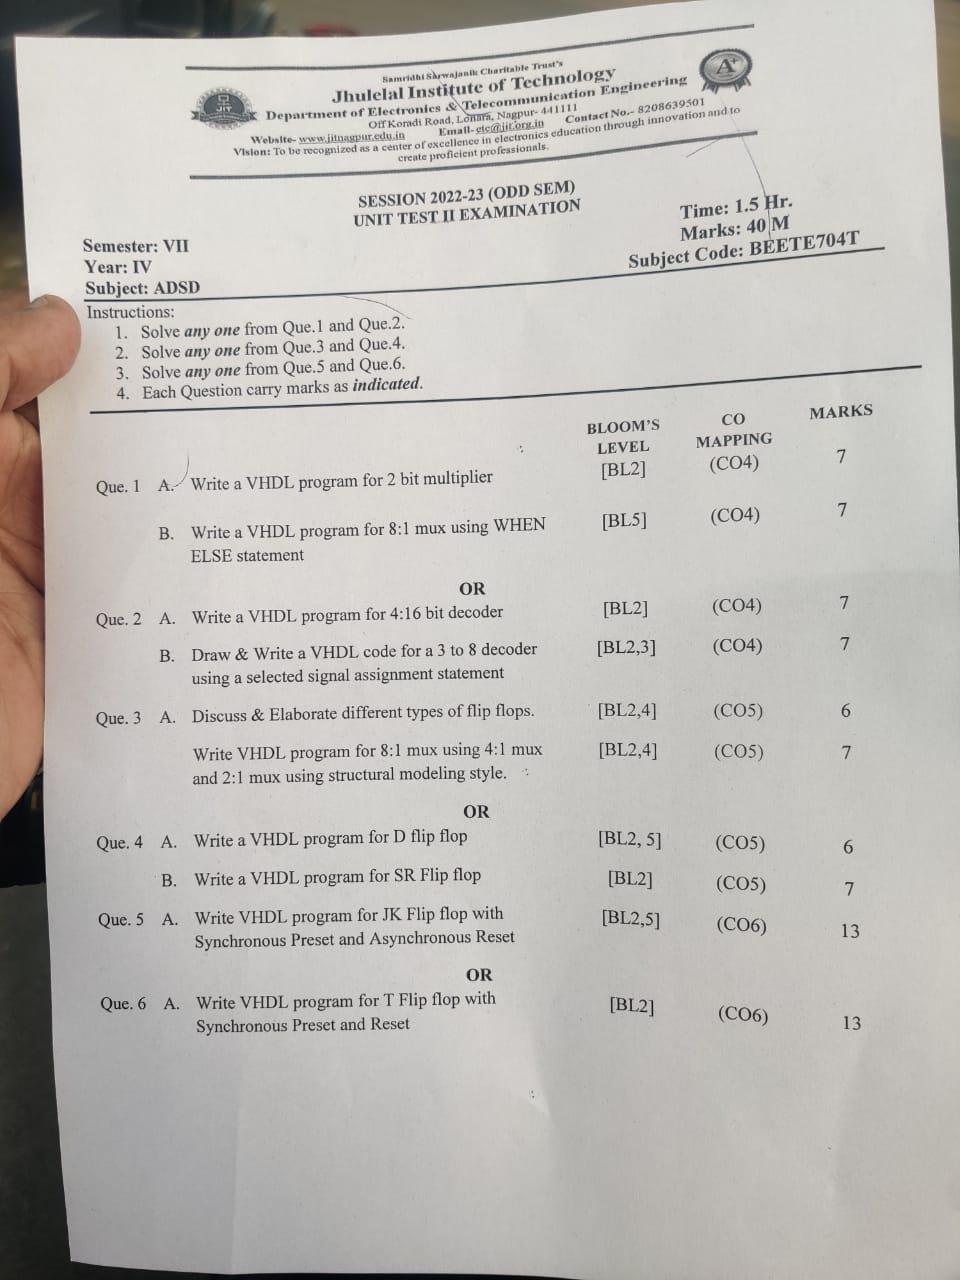 Samridhi Sarwajanik Charitable Trust's
Jhulelal Institute of Technology
Department of Electronics & Telecommunication Engineering
Off Koradi Road, Lonara, Nagpur- 441111
Website- www.jitnagpur.edu.in Email- etc@jit.org.in Contact No.- 8208639501
Vision: To be recognized as a center of excellence in electronics education through innovation and to
create proficient professionals.
JIT
A+
SESSION 2022-23 (ODD SEM)
UNIT TEST II EXAMINATION
Semester: VII Time: 1.5 Hr.
Year: IV Marks: 40 M
Subject: ADSD Subject Code: BEETE704T
Instructions:
1. Solve any one from Que.1 and Que.2.
2. Solve any one from Que.3 and Que.4.
3. Solve any one from Que.5 and Que.6.
4. Each Question carry marks as indicated.
BLOOM'S CO MARKS
LEVEL MAPPING
Que. 1 A. Write a VHDL program for 2 bit multiplier [BL2] (CO4) 7
B. Write a VHDL program for 8:1 mux using WHEN [BL5] (CO4) 7
ELSE statement
OR
Que. 2 A. Write a VHDL program for 4:16 bit decoder [BL2] (CO4) 7
B. Draw & Write a VHDL code for a 3 to 8 decoder [BL2,3] (CO4) 7
using a selected signal assignment statement
Que. 3 A. Discuss & Elaborate different types of flip flops. [BL2,4] (CO5) 6
Write VHDL program for 8:1 mux using 4:1 mux [BL2,4] (CO5) 7
and 2:1 mux using structural modeling style.
OR
Que. 4 A. Write a VHDL program for D flip flop [BL2, 5] (CO5) 6
B. Write a VHDL program for SR Flip flop [BL2] (CO5) 7
Que. 5 A. Write VHDL program for JK Flip flop with [BL2,5] (CO6) 13
Synchronous Preset and Asynchronous Reset
OR
Que. 6 A. Write VHDL program for T Flip flop with [BL2] (CO6) 13
Synchronous Preset and Reset